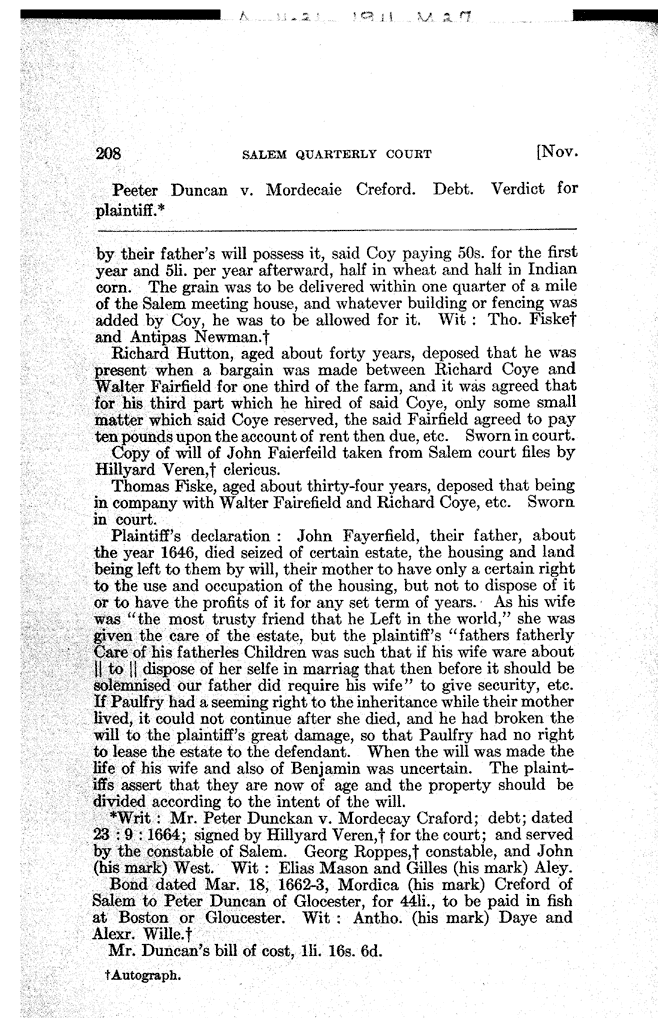 208 SALEM QUARTERLY COURT [Nov.
Peeter Duncan v. Mordecaie Creford. Debt. Verdict for
plaintiff.*
by their father's will possess it, said Coy paying 50s. for the first
year and 5li. per year afterward, half in wheat and half in Indian
corn. The grain was to be delivered within one quarter of a mile
of the Salem meeting house, and whatever building or fencing was
added by Coy, he was to be allowed for it. Wit : Tho. Fiske†
and Antipas Newman.†
Richard Hutton, aged about forty years, deposed that he was
present when a bargain was made between Richard Coye and
Walter Fairfield for one third of the farm, and it was agreed that
for his third part which he hired of said Coye, only some small
matter which said Coye reserved, the said Fairfield agreed to pay
ten pounds upon the account of rent then due, etc. Sworn in court.
Copy of will of John Faierfeild taken from Salem court files by
Hillyard Veren,† clericus.
Thomas Fiske, aged about thirty-four years, deposed that being
in company with Walter Fairefield and Richard Coye, etc. Sworn
in court.
Plaintiff's declaration : John Fayerfield, their father, about
the year 1646, died seized of certain estate, the housing and land
being left to them by will, their mother to have only a certain right
to the use and occupation of the housing, but not to dispose of it
or to have the profits of it for any set term of years. As his wife
was "the most trusty friend that he Left in the world," she was
given the care of the estate, but the plaintiff's "fathers fatherly
Care of his fatherles Children was such that if his wife ware about
|| to || dispose of her selfe in marriag that then before it should be
solemnised our father did require his wife" to give security, etc.
If Paulfry had a seeming right to the inheritance while their mother
lived, it could not continue after she died, and he had broken the
will to the plaintiff's great damage, so that Paulfry had no right
to lease the estate to the defendant. When the will was made the
life of his wife and also of Benjamin was uncertain. The plaint-
iffs assert that they are now of age and the property should be
divided according to the intent of the will.
*Writ : Mr. Peter Dunckan v. Mordecay Craford; debt; dated
23 : 9 : 1664; signed by Hillyard Veren,† for the court; and served
by the constable of Salem. Georg Roppes,† constable, and John
(his mark) West. Wit : Elias Mason and Gilles (his mark) Aley.
Bond dated Mar. 18, 1662-3, Mordica (his mark) Creford of
Salem to Peter Duncan of Glocester, for 44li., to be paid in fish
at Boston or Gloucester. Wit : Antho. (his mark) Daye and
Alexr. Wille.†
Mr. Duncan's bill of cost, 1li. 16s. 6d.
†Autograph.